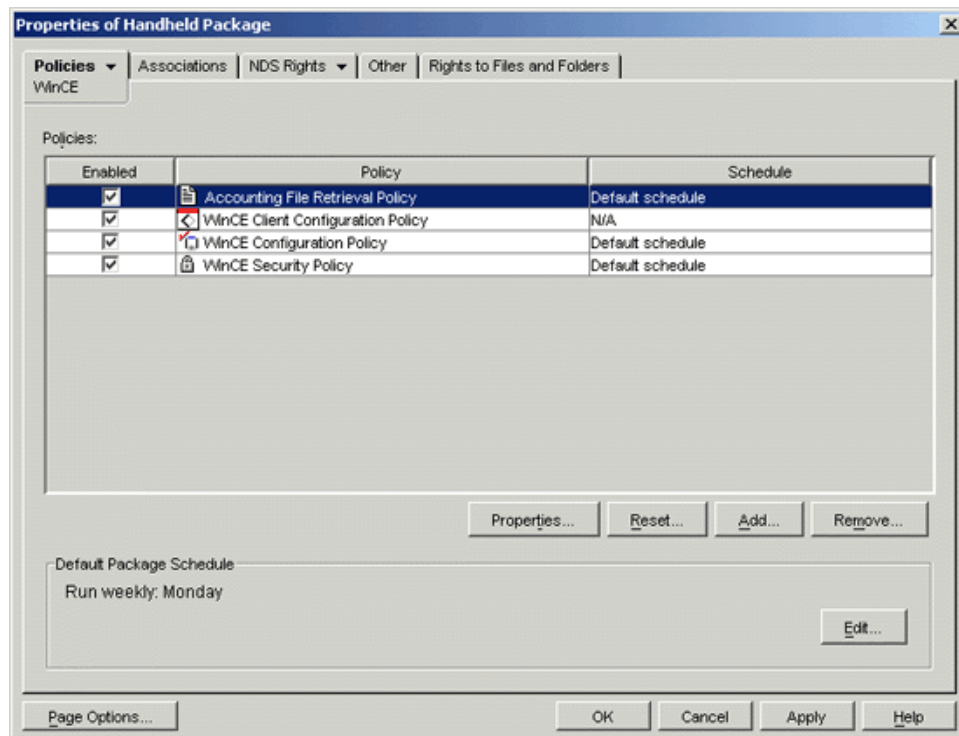 Properties of Handheld Package
Policies Associations NDS Rights Other Rights to Files and Folders
WinCE
Policies:
Enabled Policy Schedule
Accounting File Retrieval Policy Default schedule
WinCE Client Configuration Policy N/A
WinCE Configuration Policy Default schedule
WinCE Security Policy Default schedule
Properties... Reset... Add... Remove...
Default Package Schedule
Run weekly: Monday
Edit...
Page Options... OK Cancel Apply Help